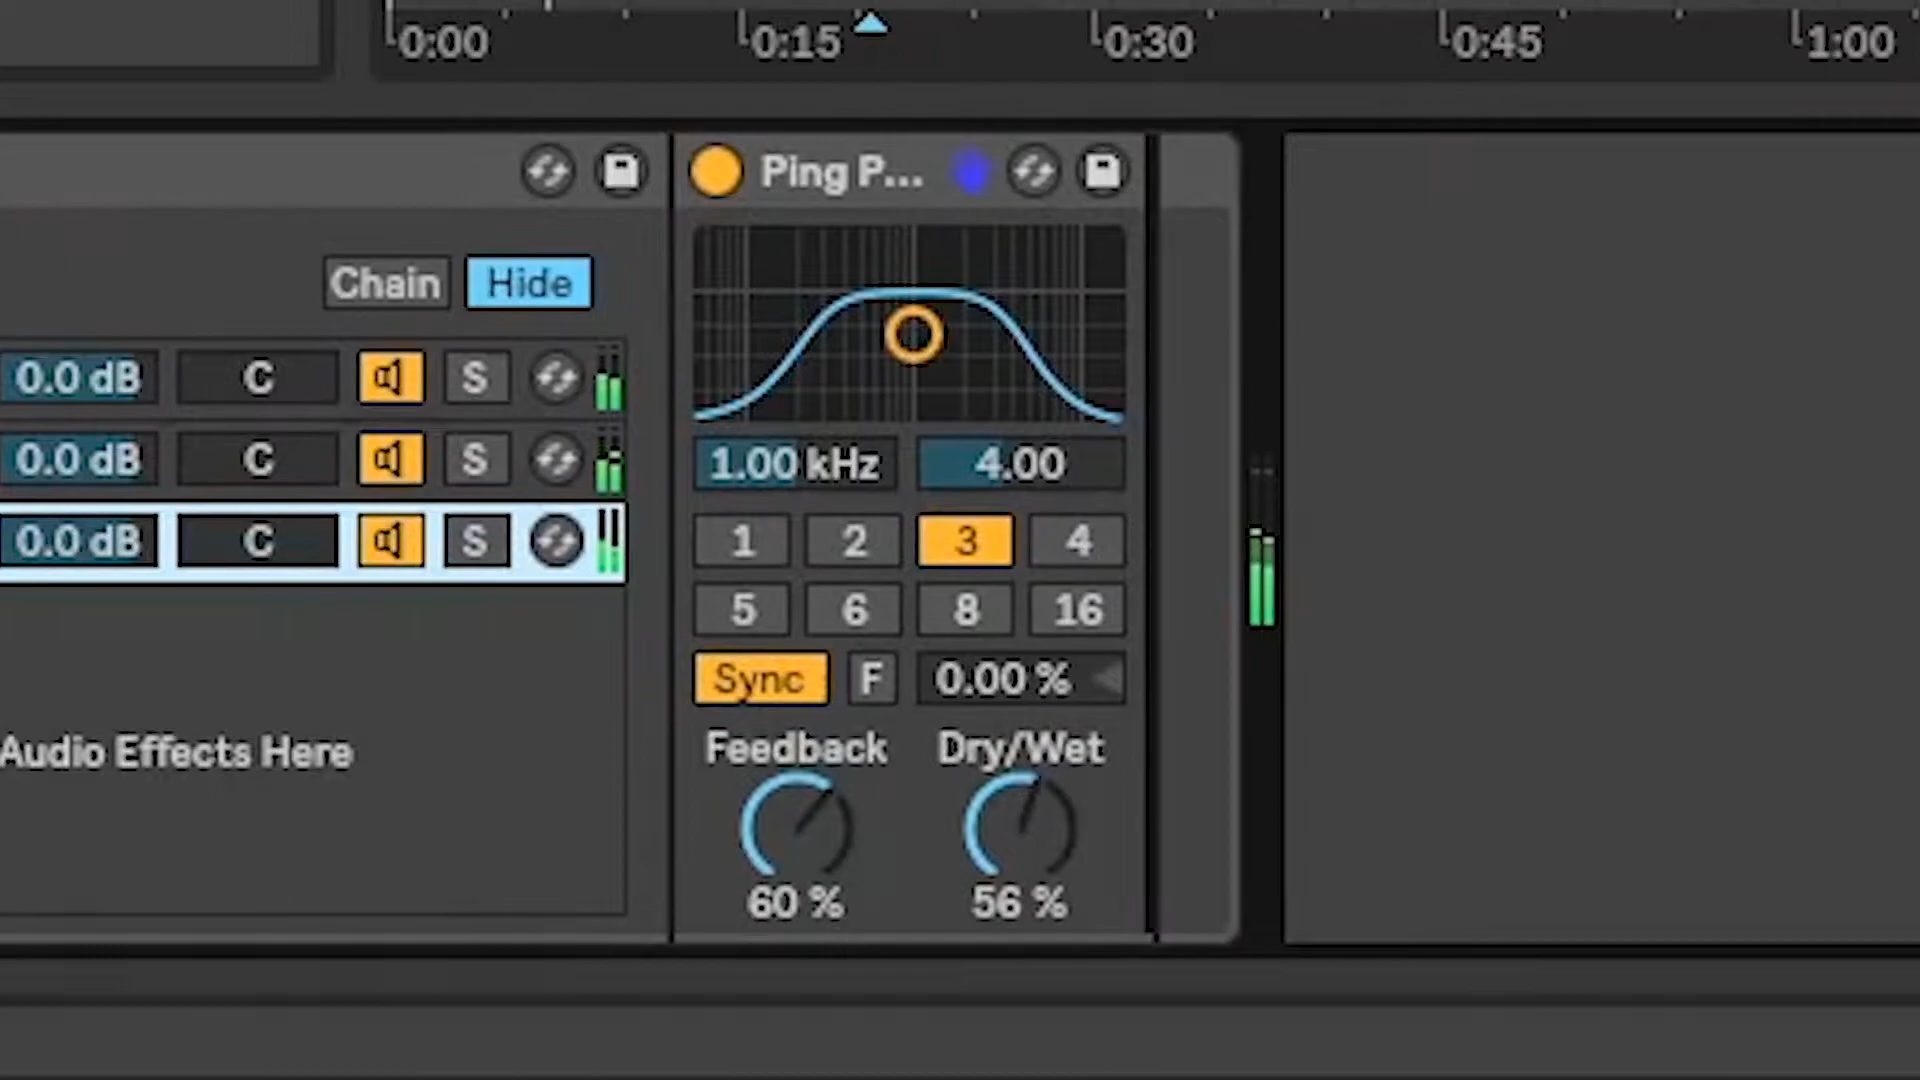 0:00 0:15 0:30 0:45 1:00
Ping P...
Chain Hide
0.0 dB C S
0.0 dB C S
0.0 dB C S
Audio Effects Here
1.00 kHz 4.00
1 2 3 4
5 6 8 16
Sync F 0.00 %
Feedback Dry/Wet
60 % 56 %